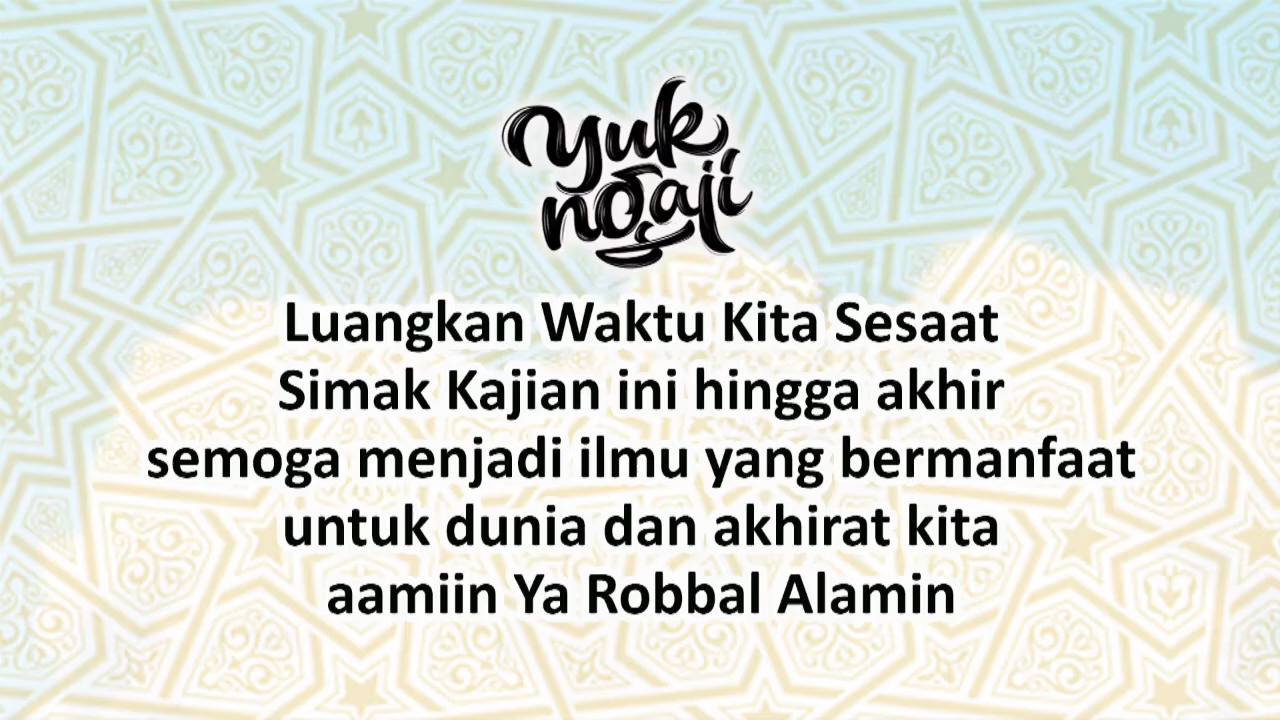 Yuk
ngaji
Luangkan Waktu Kita Sesaat
Simak Kajian ini hingga akhir
semoga menjadi ilmu yang bermanfaat
untuk dunia dan akhirat kita
aamiin Ya Robbal Alamin